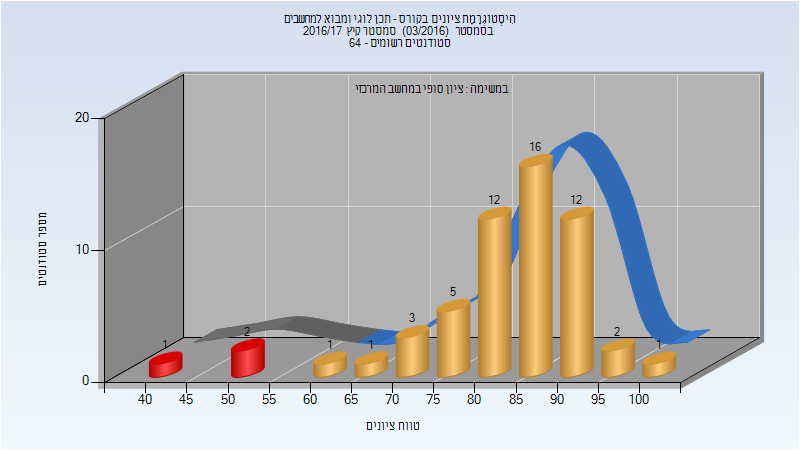 היסטוגרמת ציונים בקורס - תכן לוגי ומבוא למחשבים
בסמסטר (03/2016) סמסטר קיץ 2016/17
סטודנטים רשומים - 64
במשימה : ציון סופי במחשב המרכזי
20
10
0
מספר סטודנטים
1
2
1
1
3
5
12
16
12
2
1
40 45 50 55 60 65 70 75 80 85 90 95 100
טווח ציונים